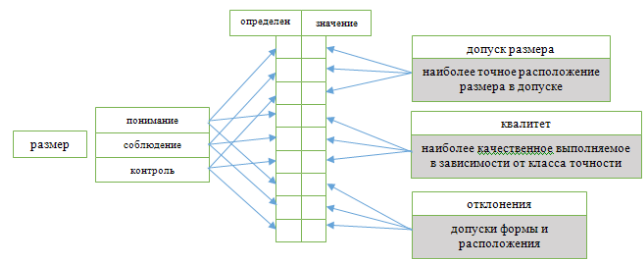 определен значение
допуск размера
наиболее точное расположение
размера в допуске
понимание
размер
соблюдение
контроль
квалитет
наиболее качественное выполняемое
в зависимости от класса точности
отклонения
допуски формы и
расположения